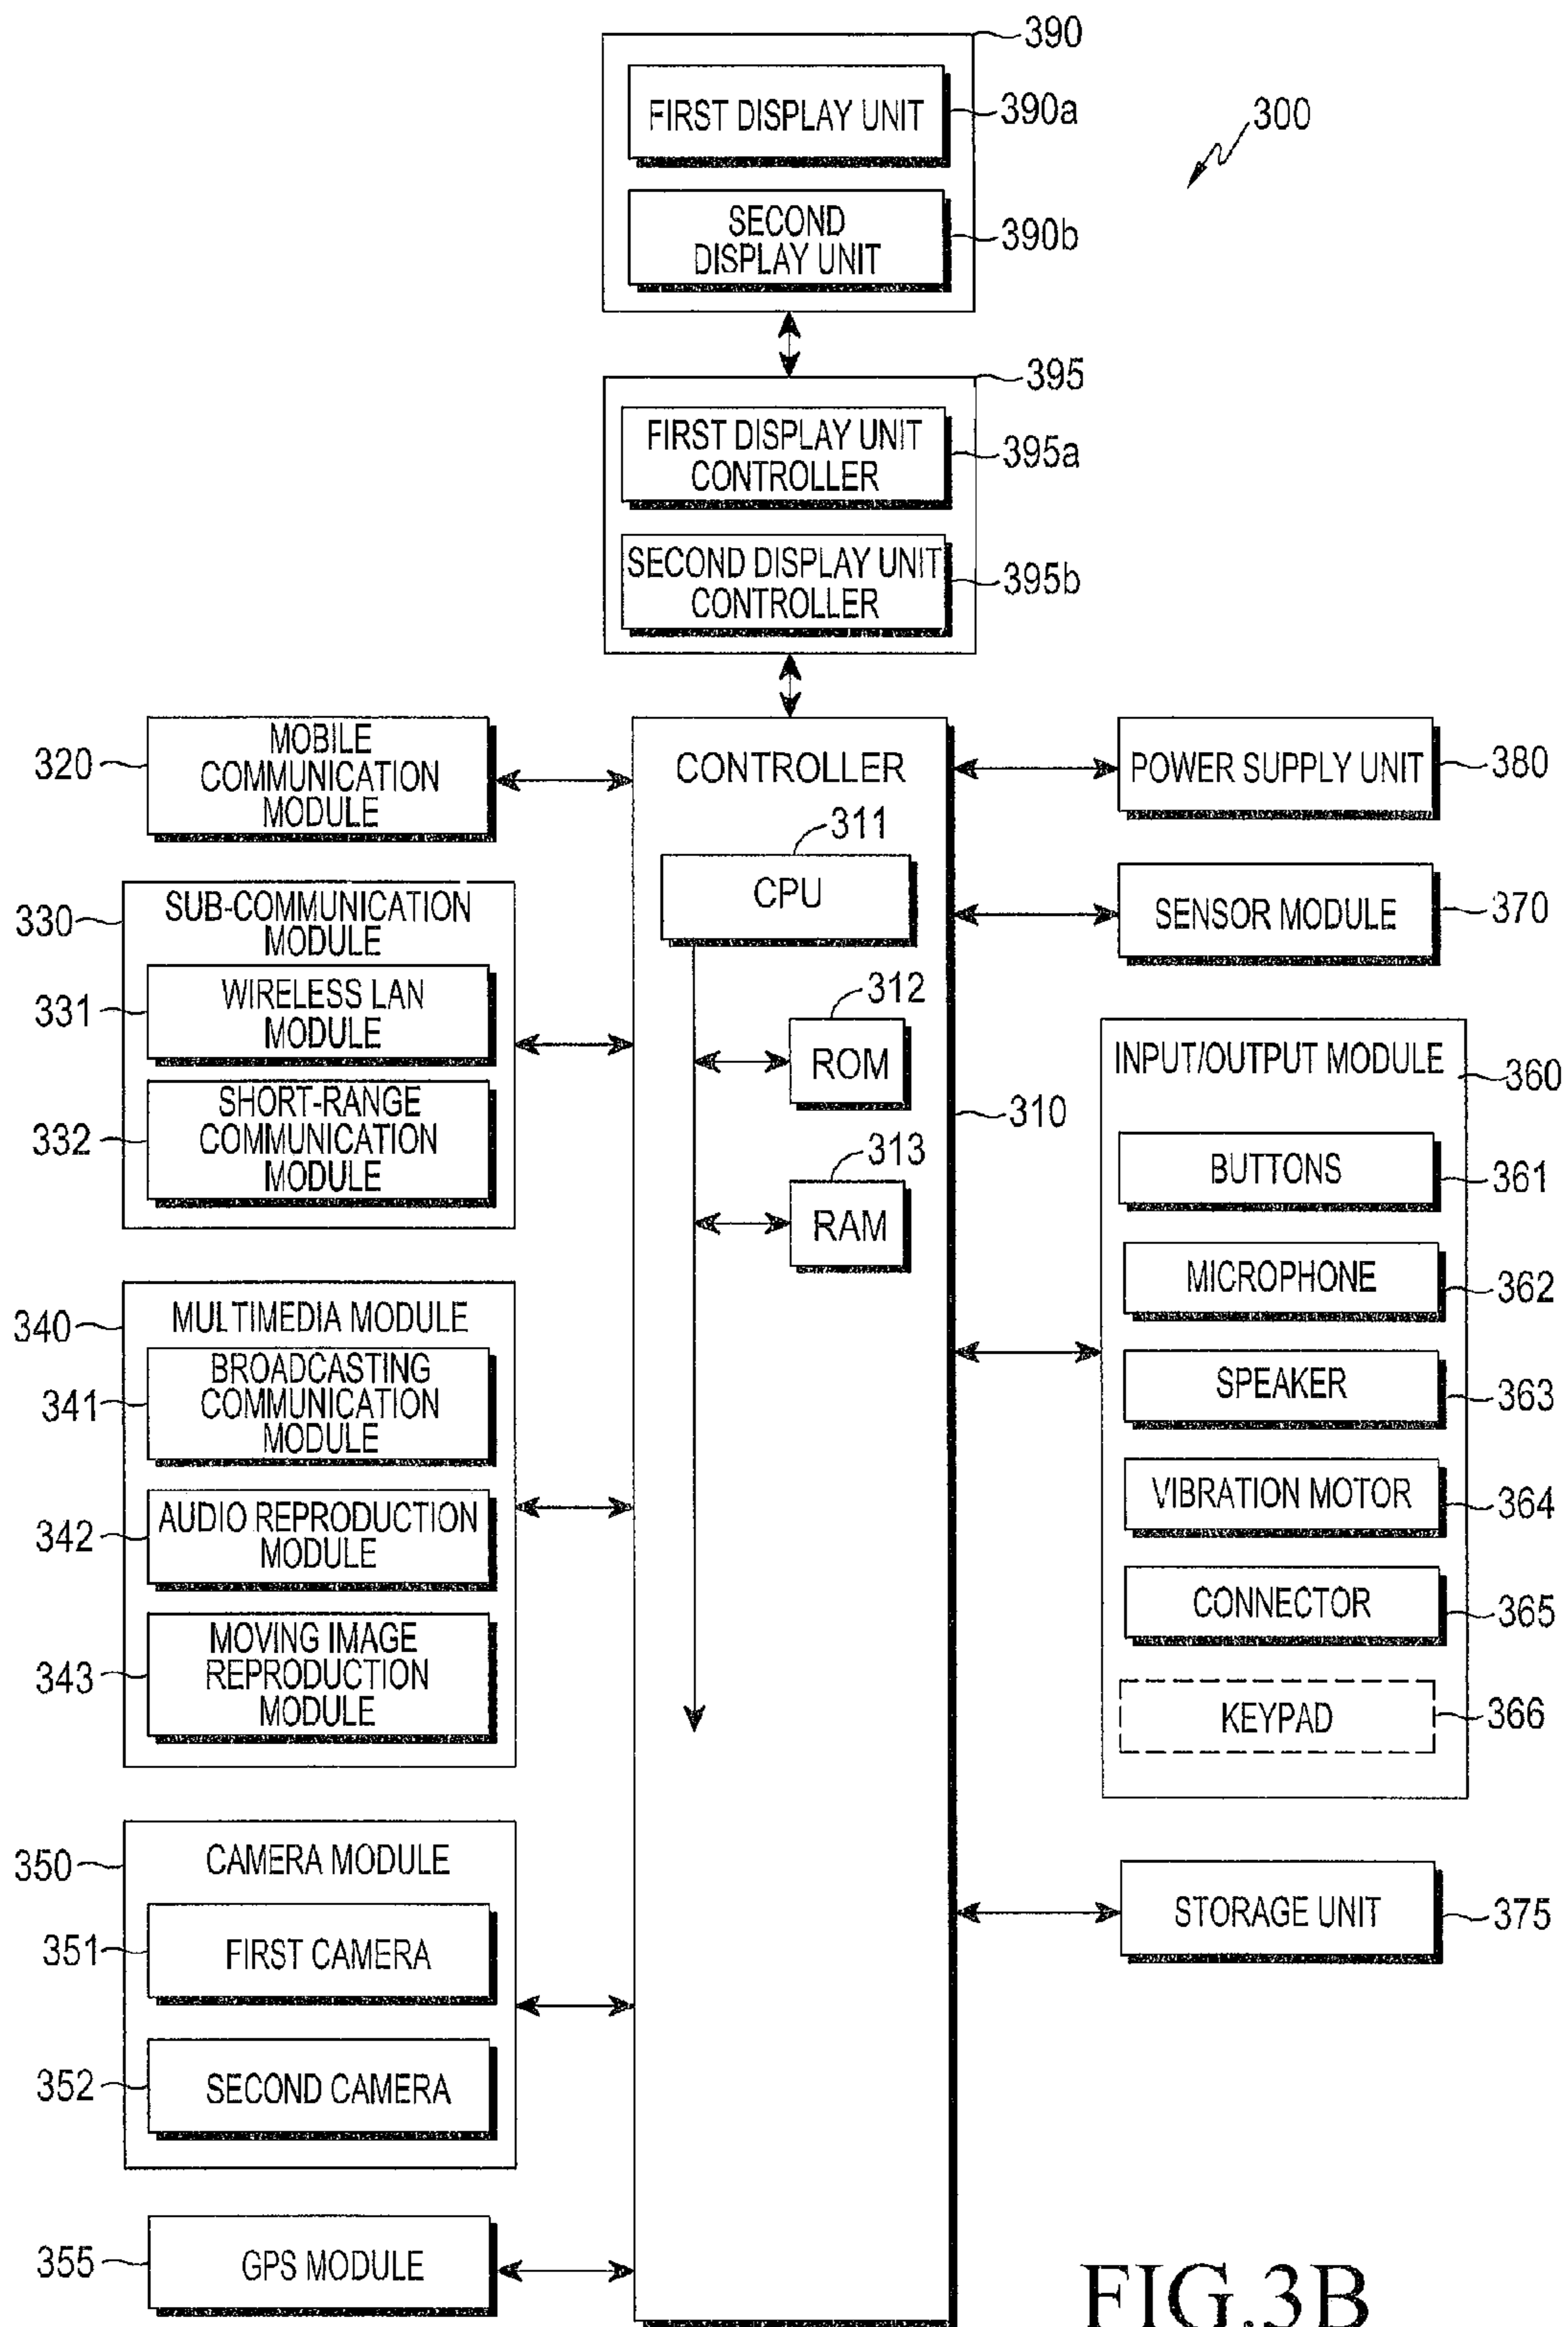 390
FIRST DISPLAY UNIT
390a
300
SECOND
DISPLAY UNIT
390b
395
FIRST DISPLAY UNIT
CONTROLLER
395a
SECOND DISPLAY UNIT
CONTROLLER
395b
320
MOBILE
COMMUNICATION
MODULE
330
SUB-COMMUNICATION
MODULE
331
WIRELESS LAN
MODULE
332
SHORT-RANGE
COMMUNICATION
MODULE
340
MULTIMEDIA MODULE
341
BROADCASTING
COMMUNICATION
MODULE
342
AUDIO REPRODUCTION
MODULE
343
MOVING IMAGE
REPRODUCTION
MODULE
350
CAMERA MODULE
351
FIRST CAMERA
352
SECOND CAMERA
355
GPS MODULE
CONTROLLER
311
CPU
312
ROM
310
313
RAM
POWER SUPPLY UNIT
380
SENSOR MODULE
370
INPUT/OUTPUT MODULE
360
BUTTONS
361
MICROPHONE
362
SPEAKER
363
VIBRATION MOTOR
364
CONNECTOR
365
KEYPAD
366
STORAGE UNIT
375
FIG.3B